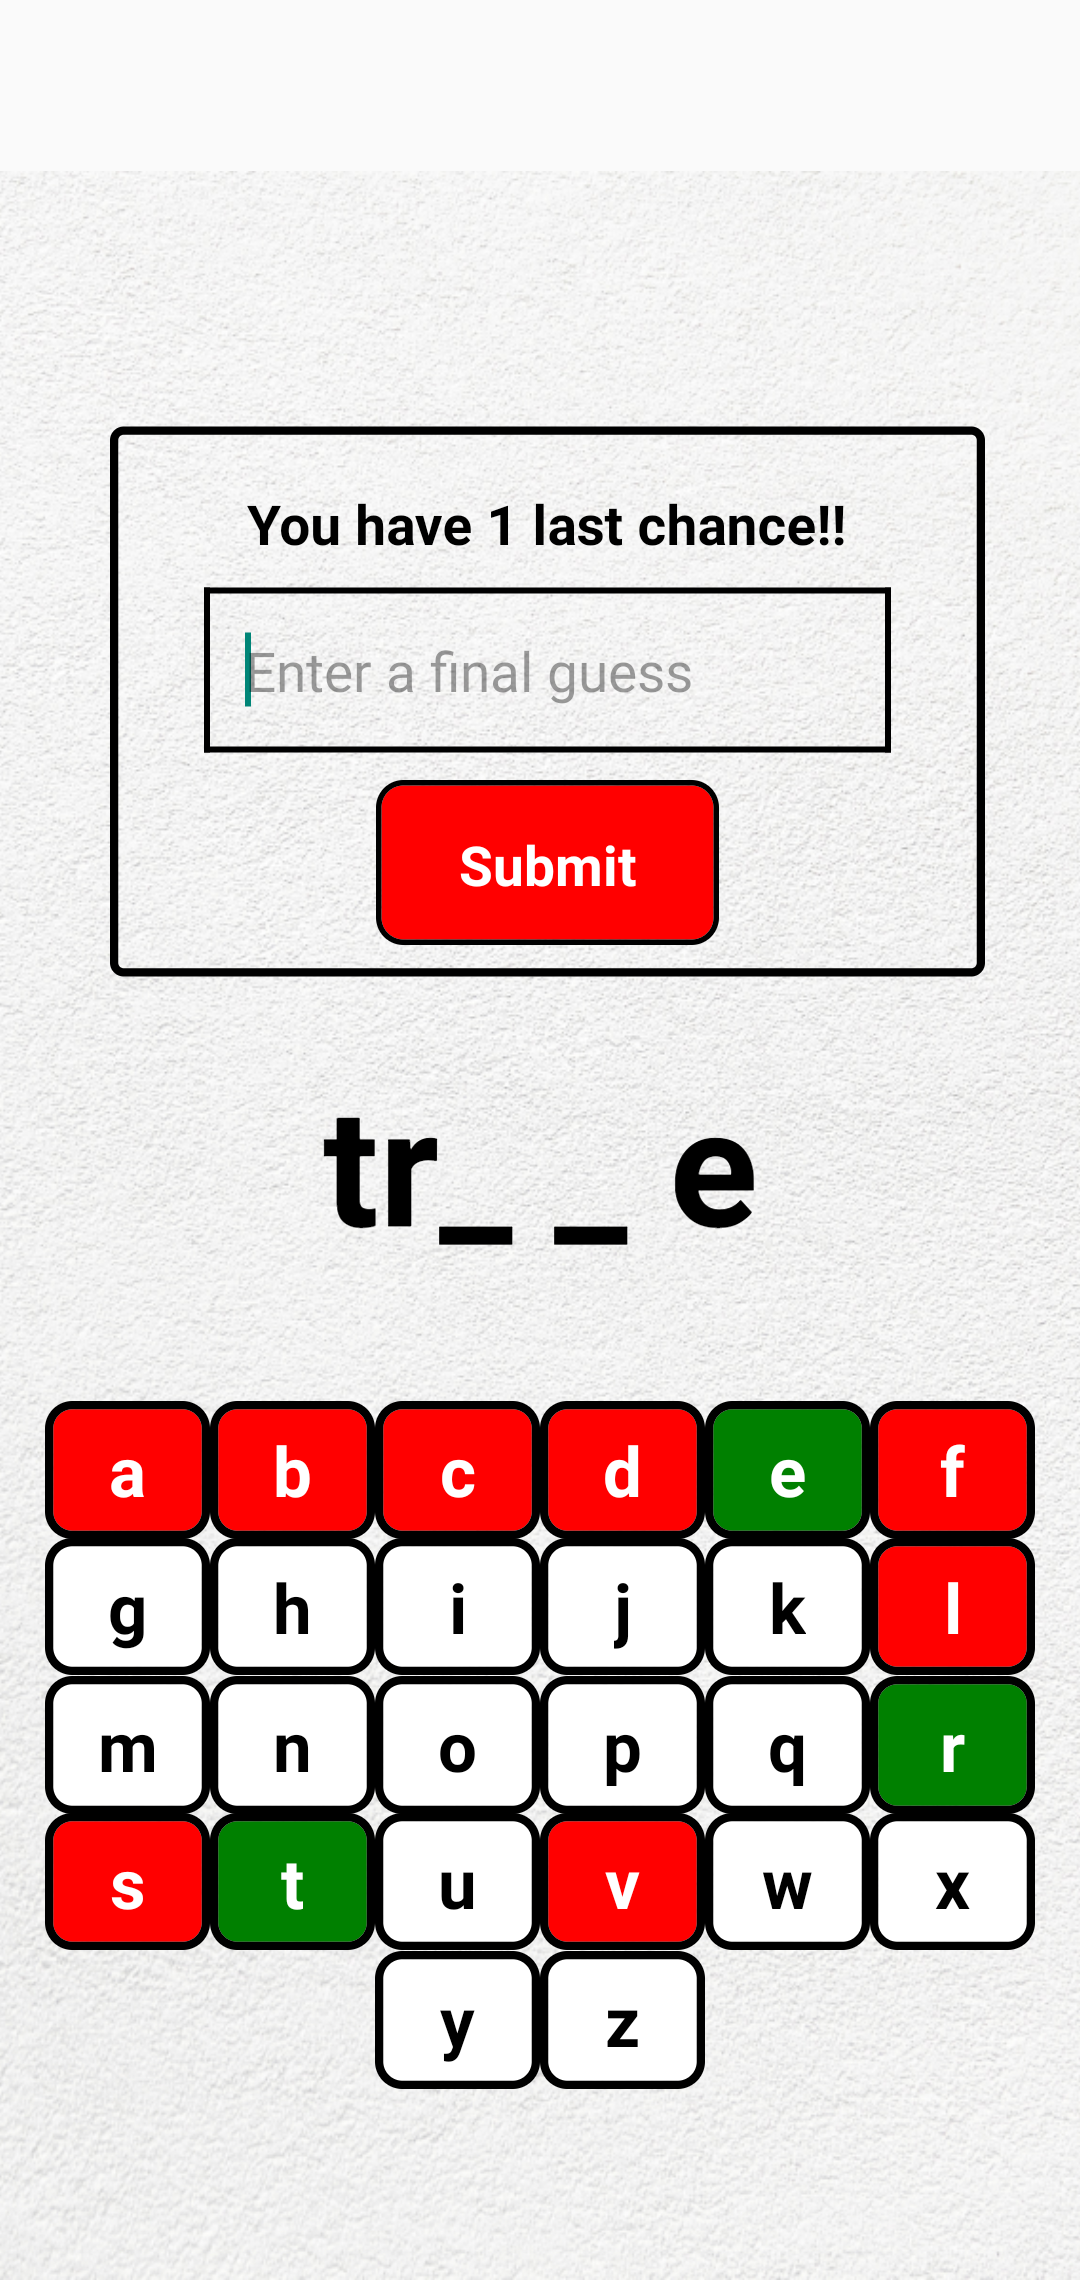 You have 1 last chance!!
Enter a final guess
Submit
tr_ _ e
a b c d e f
g h i j k l
m n o p q r
s t u v w x
y z